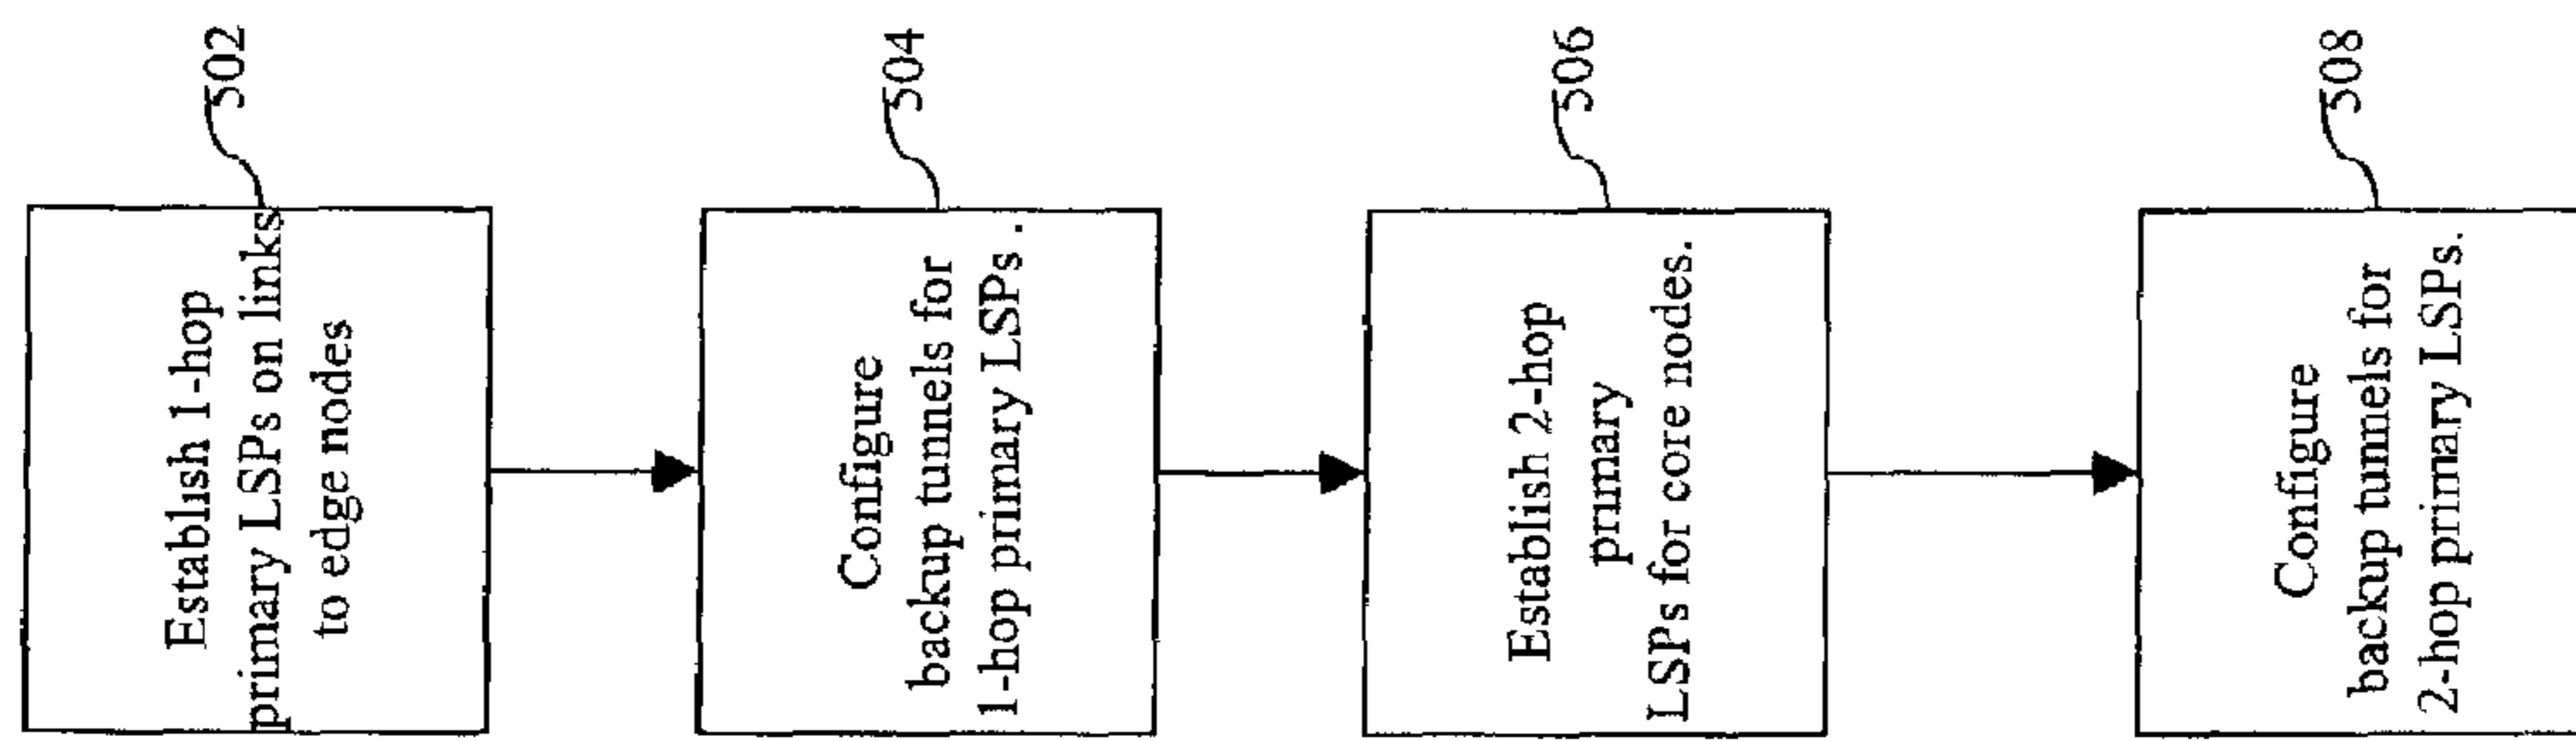 502
Establish 1-hop
primary LSPs on links
to edge nodes
504
Configure
backup tunnels for
1-hop primary LSPs .
506
Establish 2-hop
primary
LSPs for core nodes.
508
Configure
backup tunnels for
2-hop primary LSPs.